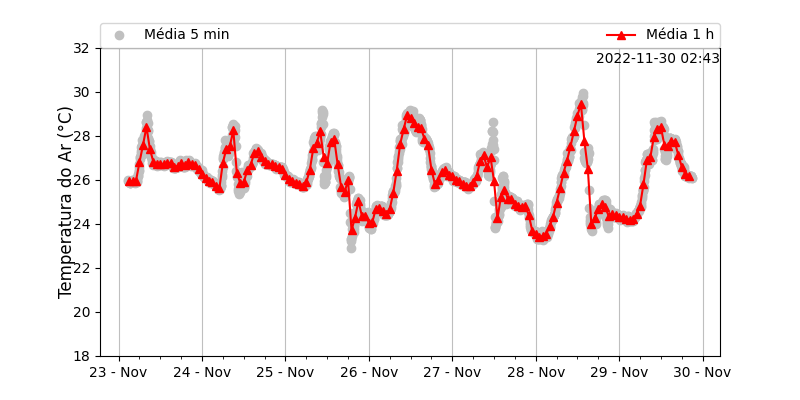 Média 5 min
Média 1 h
2022-11-30 02:43
Temperatura do Ar (°C)
32
30
28
26
24
22
20
18
23 - Nov
24 - Nov
25 - Nov
26 - Nov
27 - Nov
28 - Nov
29 - Nov
30 - Nov